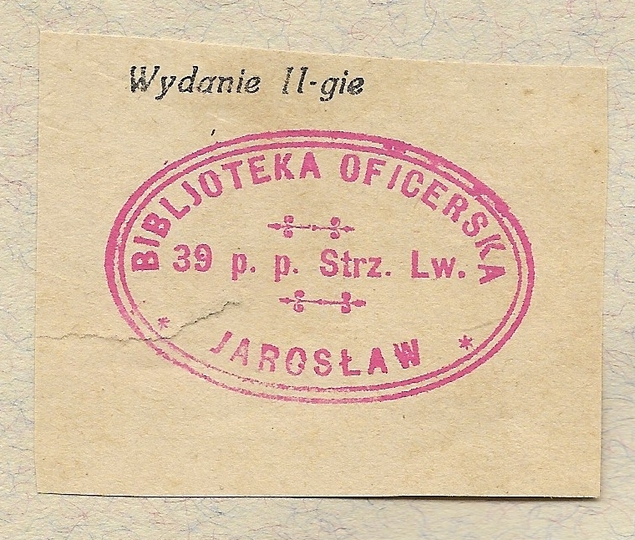 Wydanie II-gie
BIBLJOTEKA OFICERSKA
39 p. p. Strz. Lw.
* JAROSŁAW *